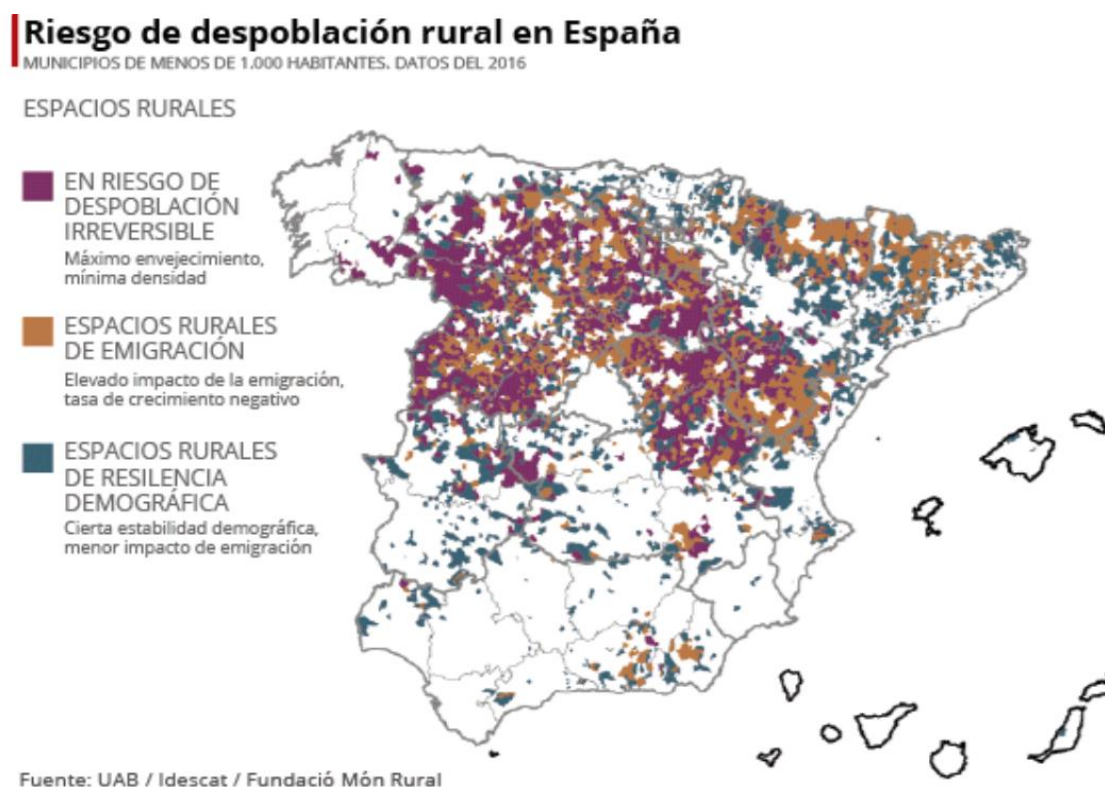 Riesgo de despoblación rural en España
MUNICIPIOS DE MENOS DE 1.000 HABITANTES. DATOS DEL 2016
ESPACIOS RURALES
EN RIESGO DE
DESPOBLACIÓN
IRREVERSIBLE
Máximo envejecimiento,
mínima densidad
ESPACIOS RURALES
DE EMIGRACIÓN
Elevado impacto de la emigración,
tasa de crecimiento negativo
ESPACIOS RURALES
DE RESILENCIA
DEMOGRÁFICA
Cierta estabilidad demográfica,
menor impacto de emigración
Fuente: UAB / Idescat / Fundació Món Rural